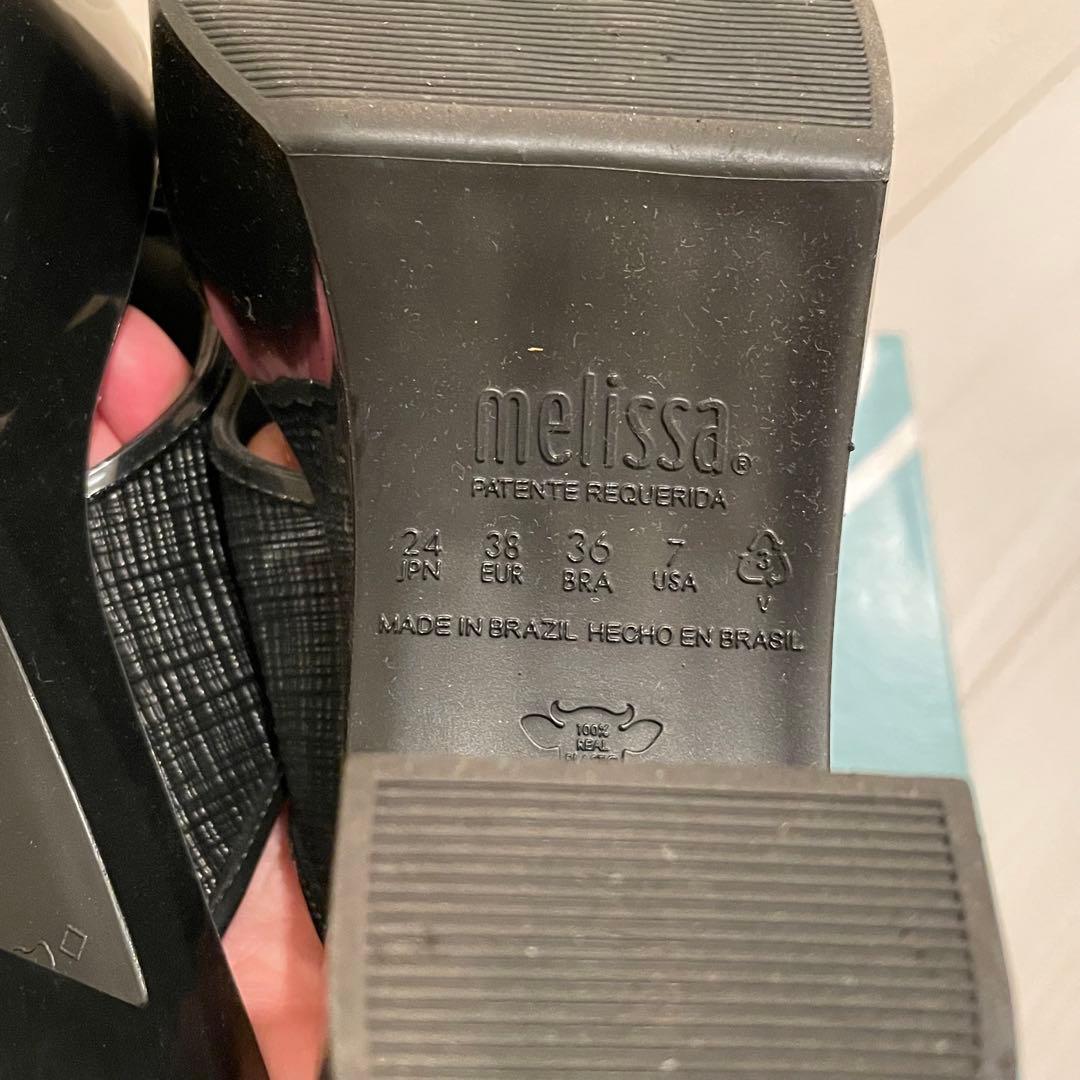 melissa®
PATENTE REQUERIDA
24 38 36 7 3
JPN EUR BRA USA V
MADE IN BRAZIL HECHO EN BRASIL
100%
REAL